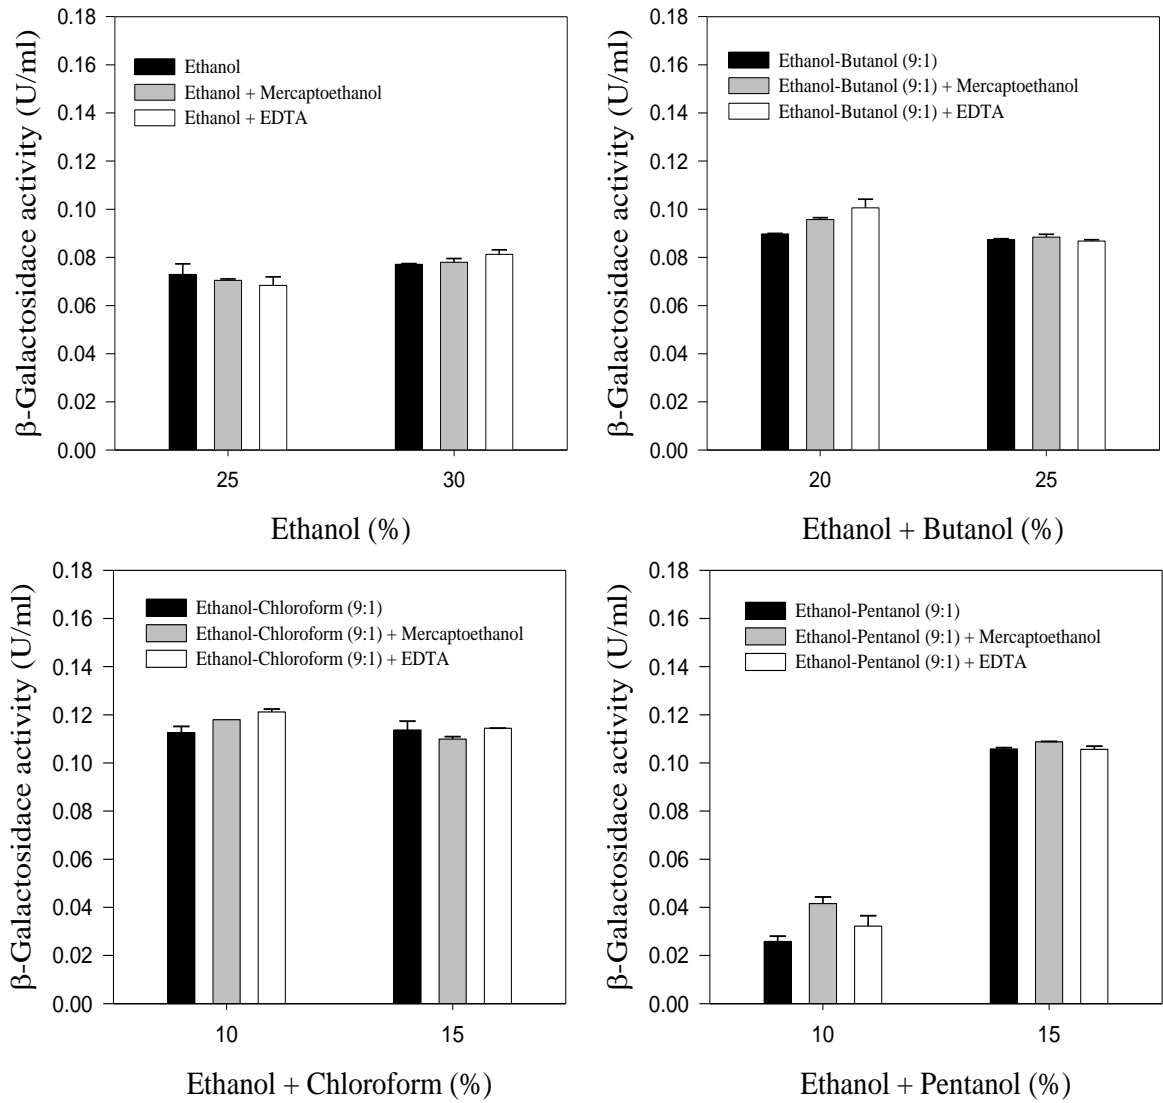 β-Galactosidace activity (U/ml)
0.18
0.16
0.14
0.12
0.10
0.08
0.06
0.04
0.02
0.00
Ethanol
Ethanol + Mercaptoethanol
Ethanol + EDTA
25 30
Ethanol (%)
β-Galactosidace activity (U/ml)
0.18
0.16
0.14
0.12
0.10
0.08
0.06
0.04
0.02
0.00
Ethanol-Butanol (9:1)
Ethanol-Butanol (9:1) + Mercaptoethanol
Ethanol-Butanol (9:1) + EDTA
20 25
Ethanol + Butanol (%)
β-Galactosidace activity (U/ml)
0.18
0.16
0.14
0.12
0.10
0.08
0.06
0.04
0.02
0.00
Ethanol-Chloroform (9:1)
Ethanol-Chloroform (9:1) + Mercaptoethanol
Ethanol-Chloroform (9:1) + EDTA
10 15
Ethanol + Chloroform (%)
β-Galactosidace activity (U/ml)
0.18
0.16
0.14
0.12
0.10
0.08
0.06
0.04
0.02
0.00
Ethanol-Pentanol (9:1)
Ethanol-Pentanol (9:1) + Mercaptoethanol
Ethanol-Pentanol (9:1) + EDTA
10 15
Ethanol + Pentanol (%)